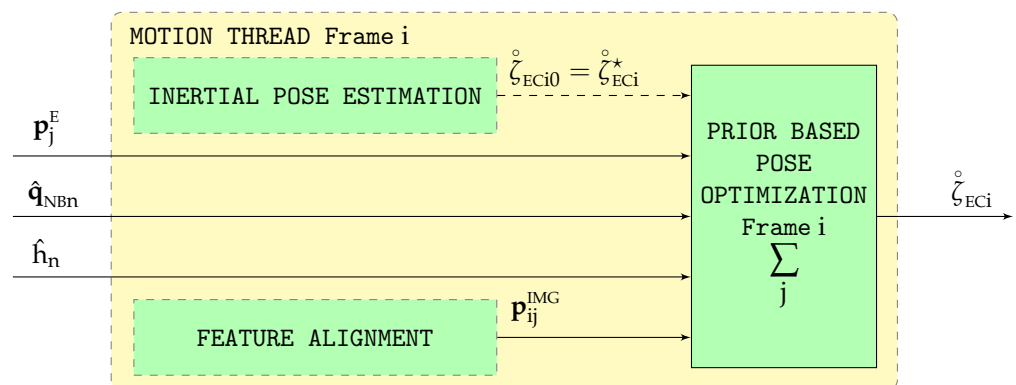 MOTION THREAD Frame i
ζ̊̊_ECi0 = ζ̊̊*_ECi
INERTIAL POSE ESTIMATION
p_j^E
q̂_NBn
ĥ_n
PRIOR BASED
POSE
OPTIMIZATION
Frame i
∑
j
ζ̊̊_ECi
p_ij^IMG
FEATURE ALIGNMENT